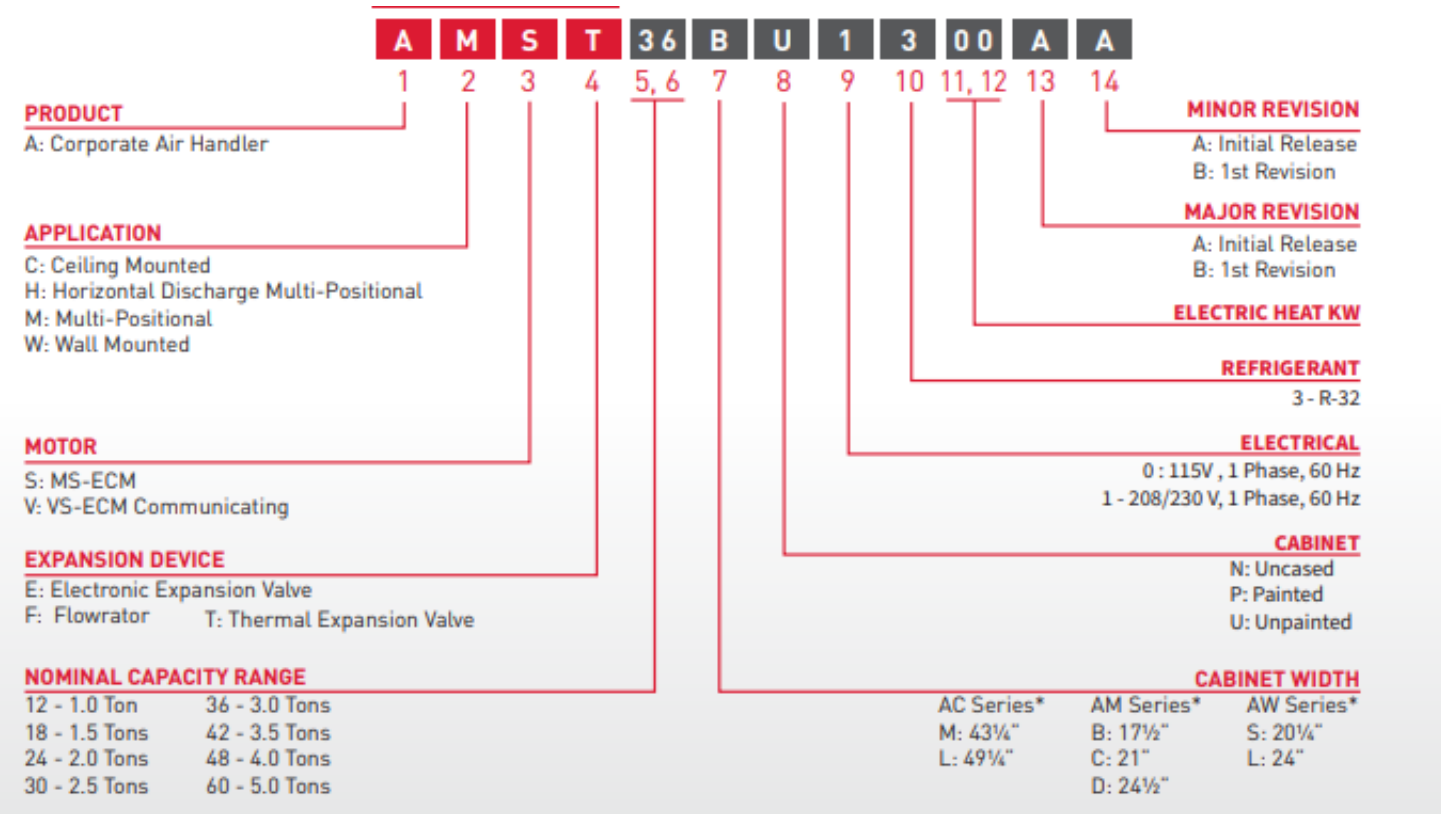 A M S T 36 B U 1 3 00 A A
1 2 3 4 5, 6 7 8 9 10 11, 12 13 14
PRODUCT
A: Corporate Air Handler
APPLICATION
C: Ceiling Mounted
H: Horizontal Discharge Multi-Positional
M: Multi-Positional
W: Wall Mounted
MOTOR
S: MS-ECM
V: VS-ECM Communicating
EXPANSION DEVICE
E: Electronic Expansion Valve
F: Flowrator T: Thermal Expansion Valve
NOMINAL CAPACITY RANGE
12 - 1.0 Ton 36 - 3.0 Tons
18 - 1.5 Tons 42 - 3.5 Tons
24 - 2.0 Tons 48 - 4.0 Tons
30 - 2.5 Tons 60 - 5.0 Tons
MINOR REVISION
A: Initial Release
B: 1st Revision
MAJOR REVISION
A: Initial Release
B: 1st Revision
ELECTRIC HEAT KW
REFRIGERANT
3 - R-32
ELECTRICAL
0 : 115V , 1 Phase, 60 Hz
1 - 208/230 V, 1 Phase, 60 Hz
CABINET
N: Uncased
P: Painted
U: Unpainted
CABINET WIDTH
AC Series* AM Series* AW Series*
M: 43¼" B: 17½" S: 20¼"
L: 49¼" C: 21" L: 24"
D: 24½"